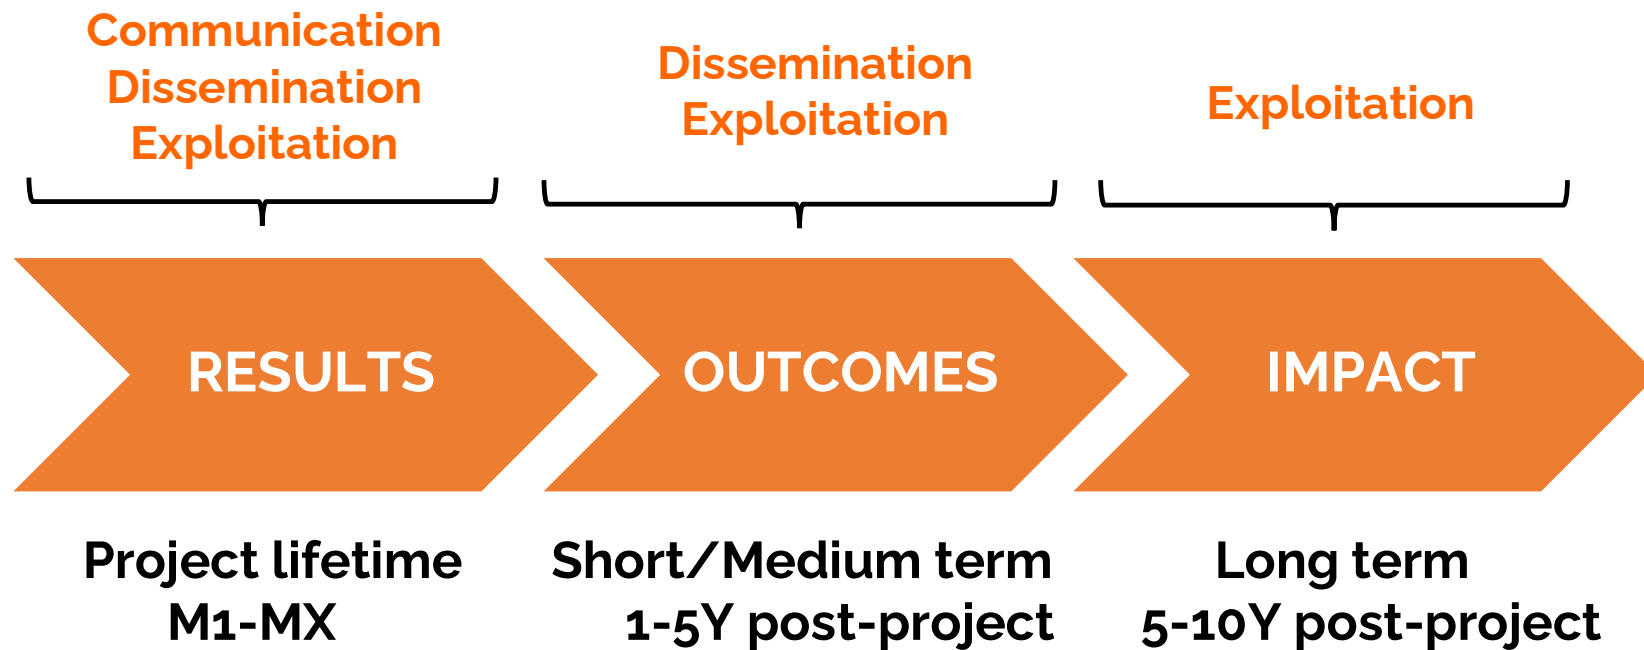 Communication
Dissemination
Exploitation
Dissemination
Exploitation
Exploitation
RESULTS
OUTCOMES
IMPACT
Project lifetime
M1-MX
Short/Medium term
1-5Y post-project
Long term
5-10Y post-project